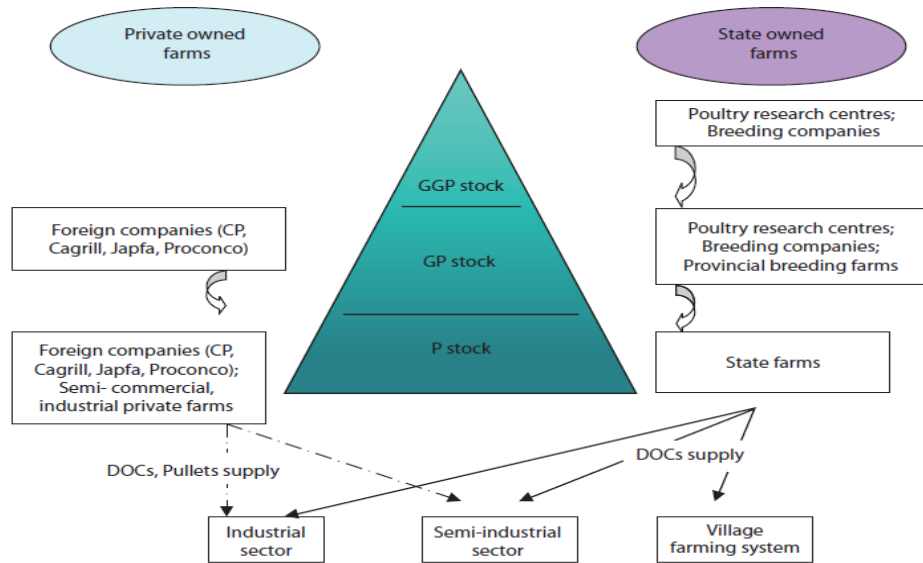 Private owned
farms
State owned
farms
Poultry research centres;
Breeding companies
GGP stock
Foreign companies (CP,
Cagrill, Japfa, Proconco)
GP stock
Poultry research centres;
Breeding companies;
Provincial breeding farms
Foreign companies (CP,
Cagrill, Japfa, Proconco);
Semi- commercial,
industrial private farms
P stock
State farms
DOCs, Pullets supply
DOCs supply
Industrial
sector
Semi-industrial
sector
Village
farming system